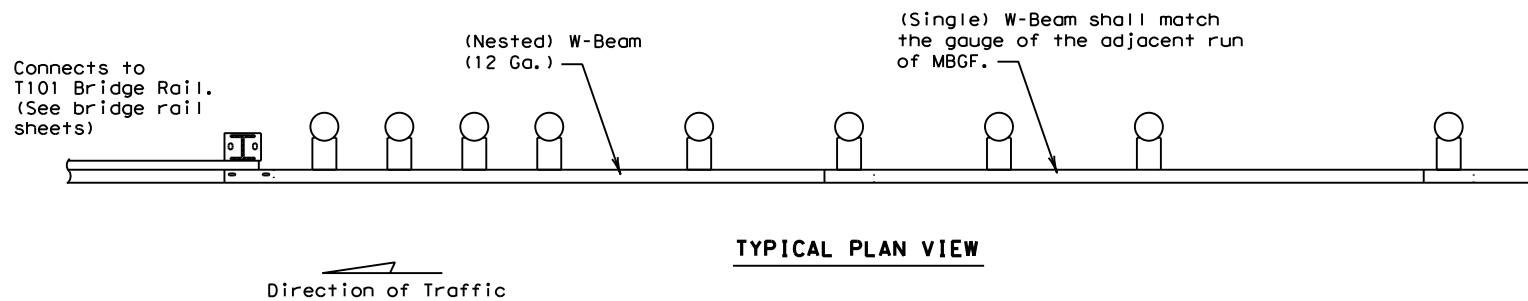 Connects to
T101 Bridge Rail.
(See bridge rail
sheets)
(Nested) W-Beam
(12 Ga.)
(Single) W-Beam shall match
the gauge of the adjacent run
of MBGF.
TYPICAL PLAN VIEW
Direction of Traffic